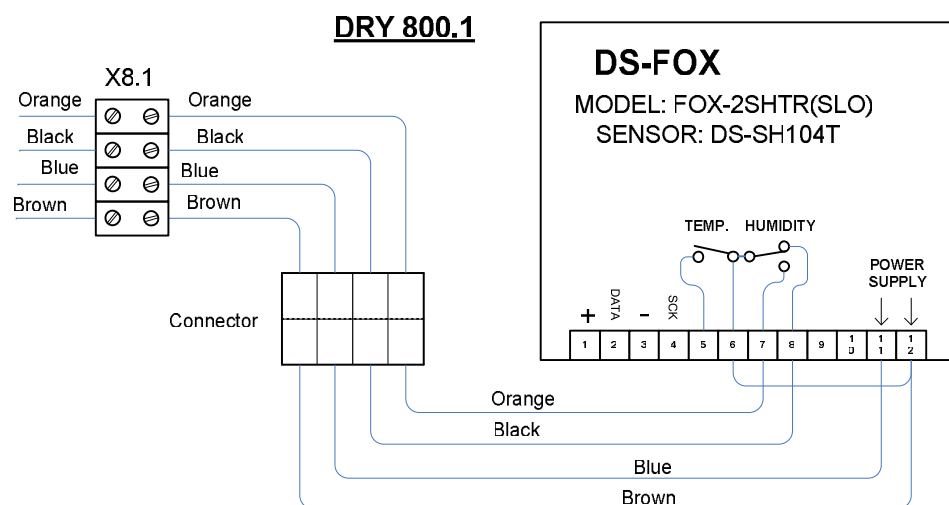 DRY 800.1
X8.1
Orange
Orange
Black
Black
Blue
Blue
Brown
Brown
Connector
DS-FOX
MODEL: FOX-2SHTR(SLO)
SENSOR: DS-SH104T
TEMP. HUMIDITY
POWER
SUPPLY
+ DATA - SCK
1 2 3 4 5 6 7 8 9 10 11 12
Orange
Black
Blue
Brown